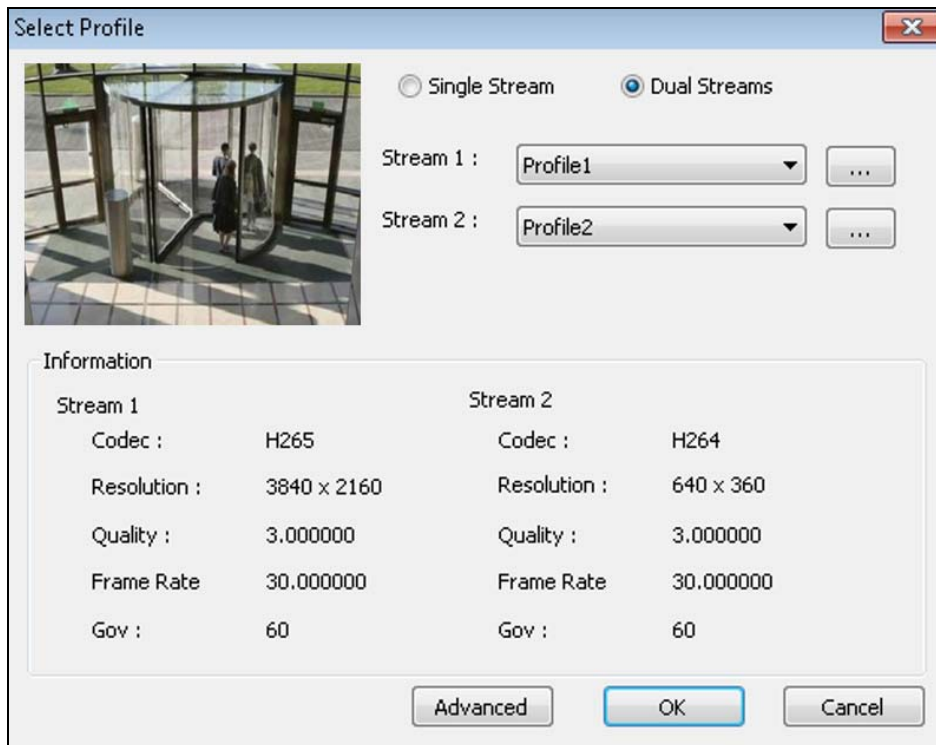 Select Profile
Single Stream
Dual Streams
Stream 1 :
Profile1
...
Stream 2 :
Profile2
...
Information
Stream 1
Codec : H265
Resolution : 3840 x 2160
Quality : 3.000000
Frame Rate 30.000000
Gov : 60
Stream 2
Codec : H264
Resolution : 640 x 360
Quality : 3.000000
Frame Rate 30.000000
Gov : 60
Advanced
OK
Cancel